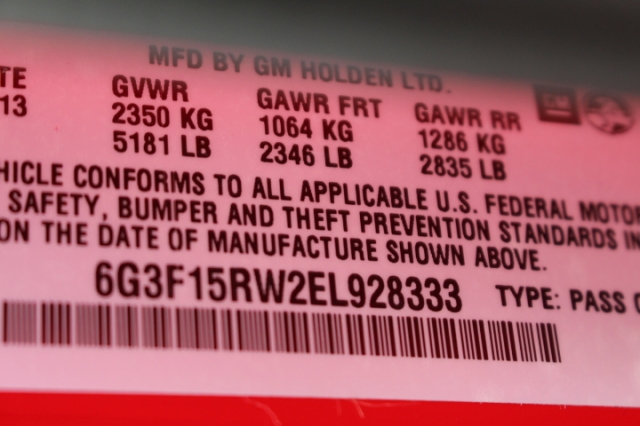 MFD BY GM HOLDEN LTD.
TE GVWR GAWR FRT GAWR RR
13 2350 KG 1064 KG 1286 KG
5181 LB 2346 LB 2835 LB
HICLE CONFORMS TO ALL APPLICABLE U.S. FEDERAL MOTO
SAFETY, BUMPER AND THEFT PREVENTION STANDARDS IN
ON THE DATE OF MANUFACTURE SHOWN ABOVE.
6G3F15RW2EL928333 TYPE: PASS C